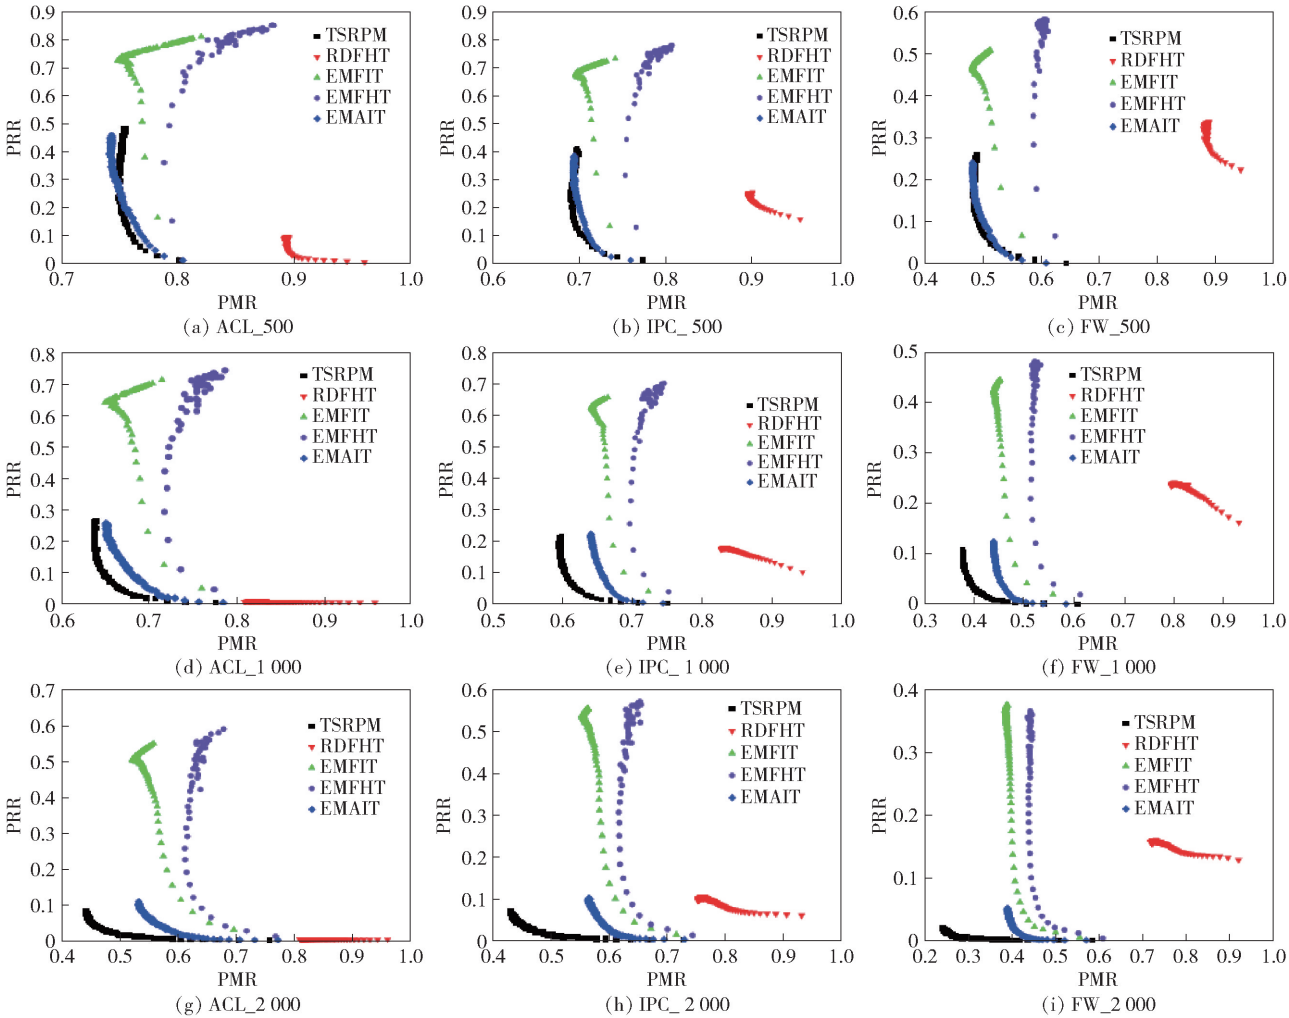 0.9
0.8
0.7
0.6
0.5
0.4
0.3
0.2
0.1
0
PRR
TSRPM
RDFHT
EMFIT
EMFHT
EMAIT
0.7 0.8 0.9 1.0
PMR
(a) ACL_500
0.9
0.8
0.7
0.6
0.5
0.4
0.3
0.2
0.1
0
PRR
TSRPM
RDFHT
EMFIT
EMFHT
EMAIT
0.5 0.6 0.7 0.8 0.9 1.0
PMR
(b) IPC_ 500
0.6
0.5
0.4
0.3
0.2
0.1
0
PRR
TSRPM
RDFHT
EMFIT
EMFHT
EMAIT
0.4 0.5 0.6 0.7 0.8 0.9 1.0
PMR
(c) FW_500
0.8
0.7
0.6
0.5
0.4
0.3
0.2
0.1
0
PRR
TSRPM
RDFHT
EMFIT
EMFHT
EMAIT
0.6 0.7 0.8 0.9 1.0
PMR
(d) ACL_1 000
0.8
0.7
0.6
0.5
0.4
0.3
0.2
0.1
0
PRR
TSRPM
RDFHT
EMFIT
EMFHT
EMAIT
0.5 0.6 0.7 0.8 0.9 1.0
PMR
(e) IPC_ 1 000
0.5
0.4
0.3
0.2
0.1
0
PRR
TSRPM
RDFHT
EMFIT
EMFHT
EMAIT
0.3 0.4 0.5 0.6 0.7 0.8 0.9 1.0
PMR
(f) FW_1 000
0.7
0.6
0.5
0.4
0.3
0.2
0.1
0
PRR
TSRPM
RDFHT
EMFIT
EMFHT
EMAIT
0.4 0.5 0.6 0.7 0.8 0.9 1.0
PMR
(g) ACL_2 000
0.6
0.5
0.4
0.3
0.2
0.1
0
PRR
TSRPM
RDFHT
EMFIT
EMFHT
EMAIT
0.4 0.5 0.6 0.7 0.8 0.9 1.0
PMR
(h) IPC_ 2 000
0.4
0.3
0.2
0.1
0
PRR
TSRPM
RDFHT
EMFIT
EMFHT
EMAIT
0.2 0.3 0.4 0.5 0.6 0.7 0.8 0.9 1.0
PMR
(i) FW_2 000